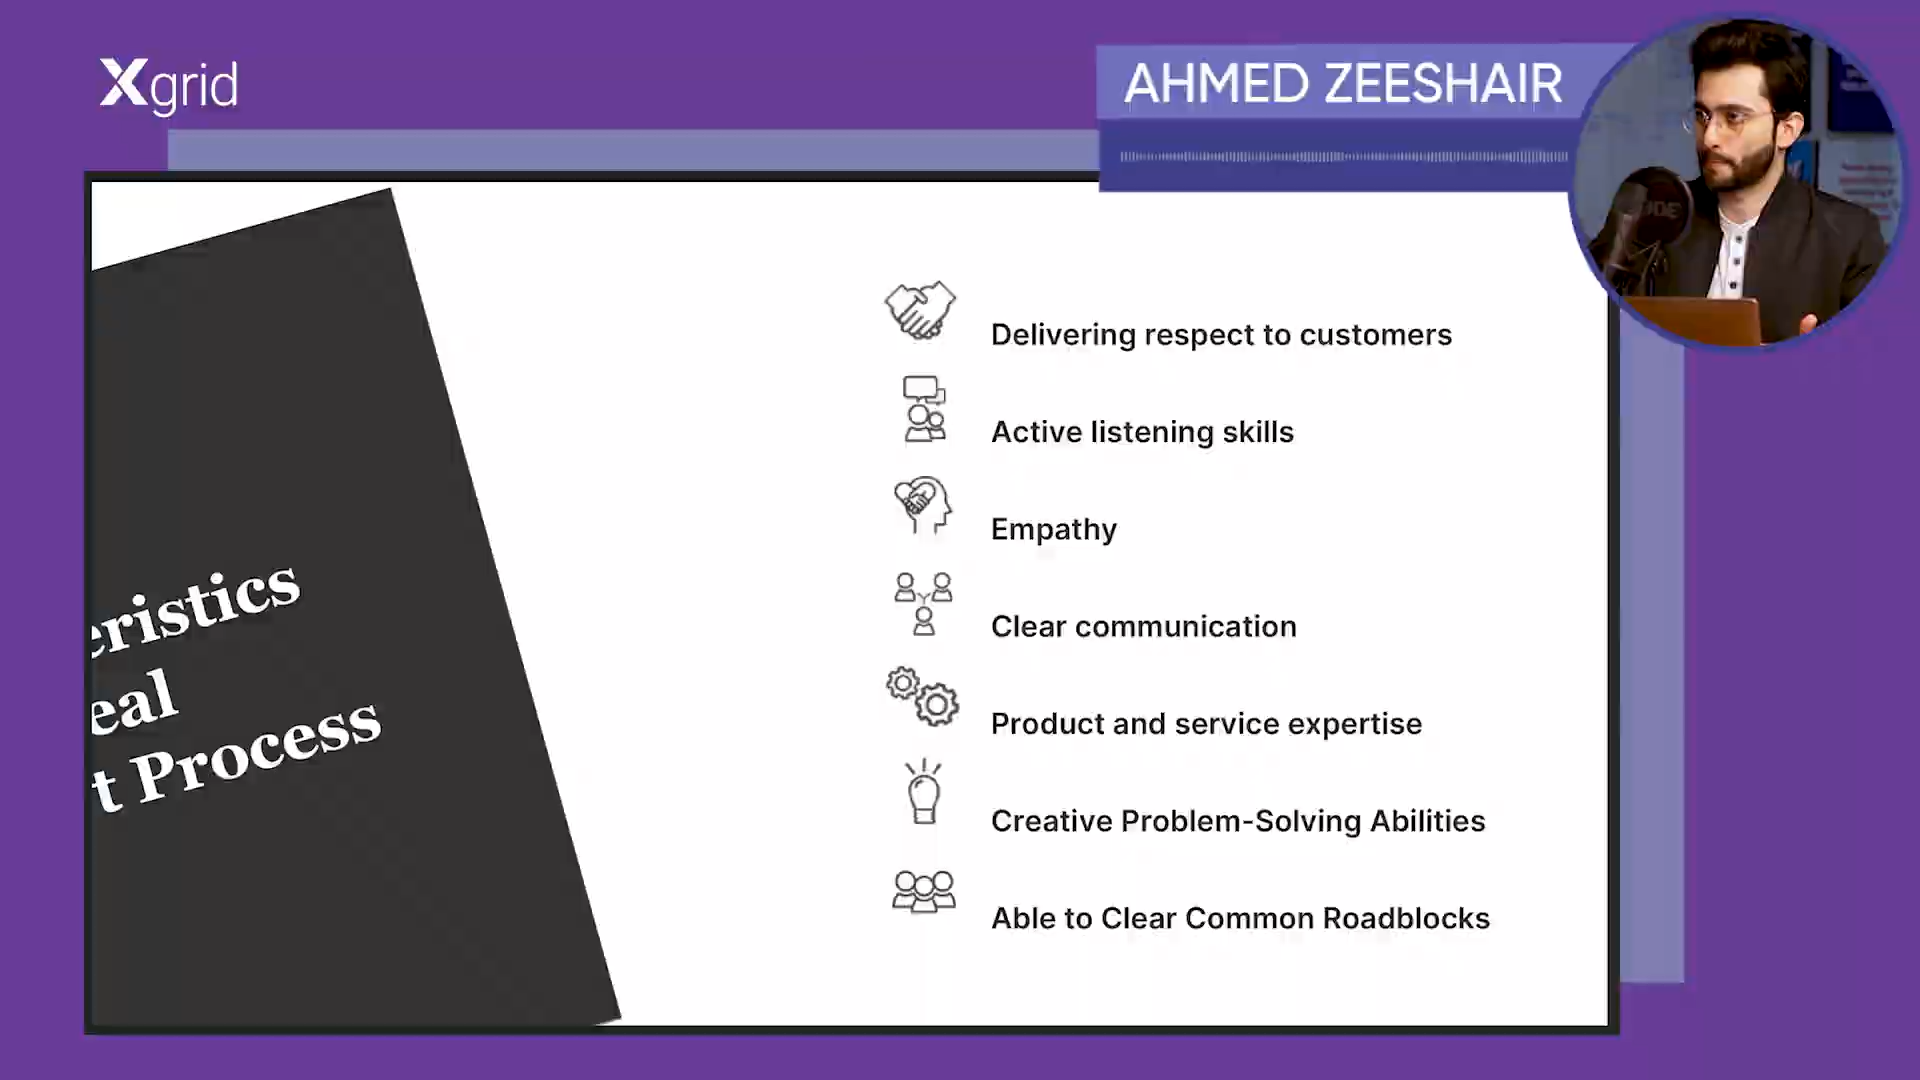 Xgrid
AHMED ZEESHAIR
Delivering respect to customers
Active listening skills
Empathy
Clear communication
Product and service expertise
Creative Problem-Solving Abilities
Able to Clear Common Roadblocks
eristics
eal
t Process